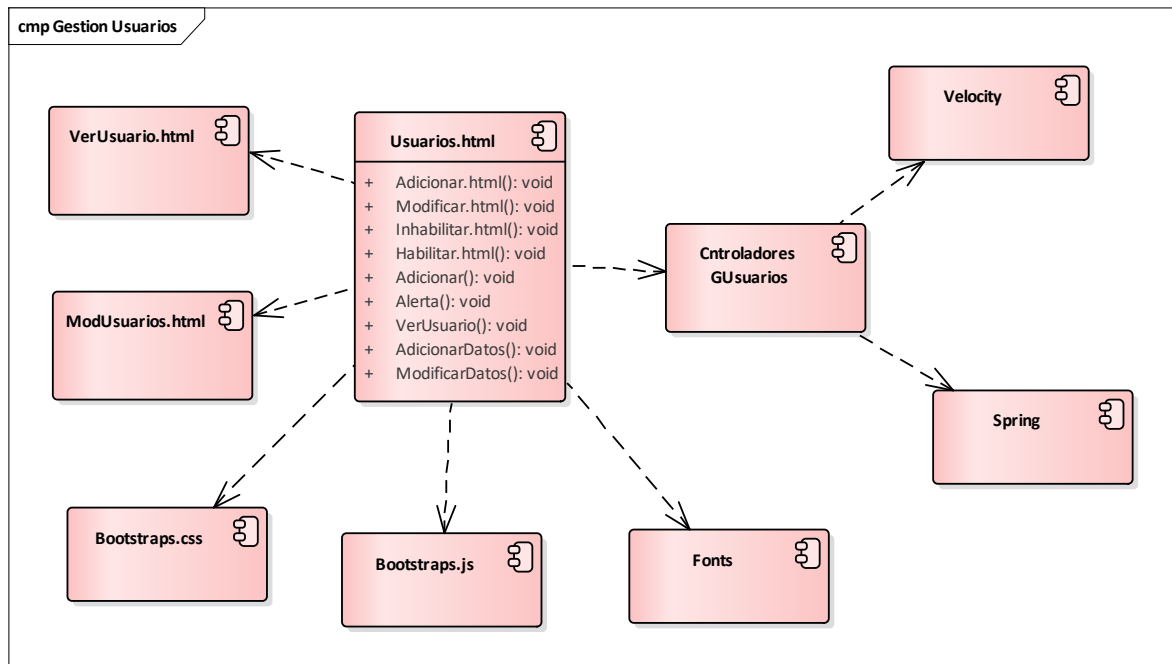 cmp Gestion Usuarios
Velocity
VerUsuario.html
Usuarios.html
+ Adicionar.html(): void
+ Modificar.html(): void
+ Inhabilitar.html(): void
+ Habilitar.html(): void
+ Adicionar(): void
+ Alerta(): void
+ VerUsuario(): void
+ AdicionarDatos(): void
+ ModificarDatos(): void
Cntroladores
GUsuarios
ModUsuarios.html
Spring
Bootstraps.css
Bootstraps.js
Fonts